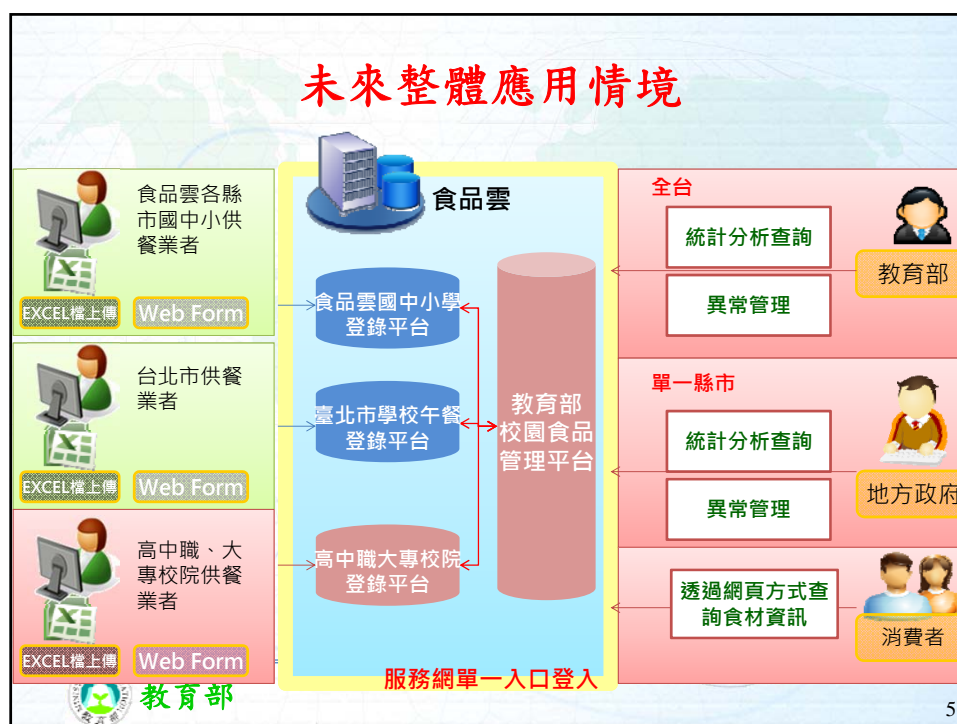 未來整體應用情境
食品雲各縣
市國中小供
餐業者
EXCEL檔上傳
Web Form
台北市供餐
業者
EXCEL檔上傳
Web Form
高中職、大
專校院供餐
業者
EXCEL檔上傳
Web Form
食品雲
食品雲國中小學
登錄平台
臺北市學校午餐
登錄平台
高中職大專校院
登錄平台
教育部
校園食品
管理平台
服務網單一入口登入
全台
統計分析查詢
異常管理
教育部
單一縣市
統計分析查詢
異常管理
地方政府
透過網頁方式查
詢食材資訊
消費者
教育部
5